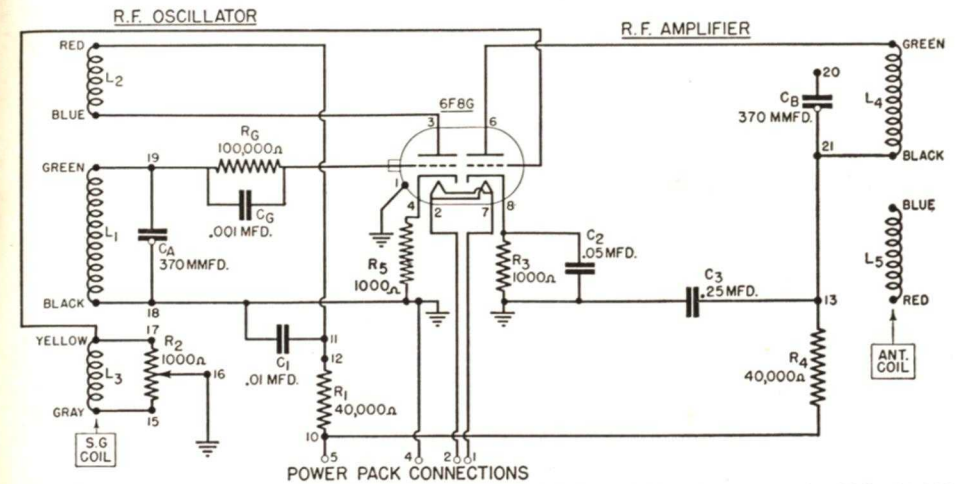 R.F. OSCILLATOR
R.F. AMPLIFIER
RED
L2
BLUE
6F8G
3
6
GREEN
20
CB
370 MMFD.
L4
21
BLACK
GREEN
19
RG
100,000Ω
CG
.001 MFD.
L1
CA
370 MMFD.
BLACK
18
1
4
2
7
8
R5
1000Ω
R3
1000Ω
C2
.05 MFD.
C3
.25 MFD.
13
BLUE
L5
RED
ANT.
COIL
YELLOW
17
R2
1000Ω
L3
16
GRAY
15
S.G
COIL
C1
.01 MFD.
11
12
R1
40,000Ω
10
R4
40,000Ω
5
4
2
1
POWER PACK CONNECTIONS